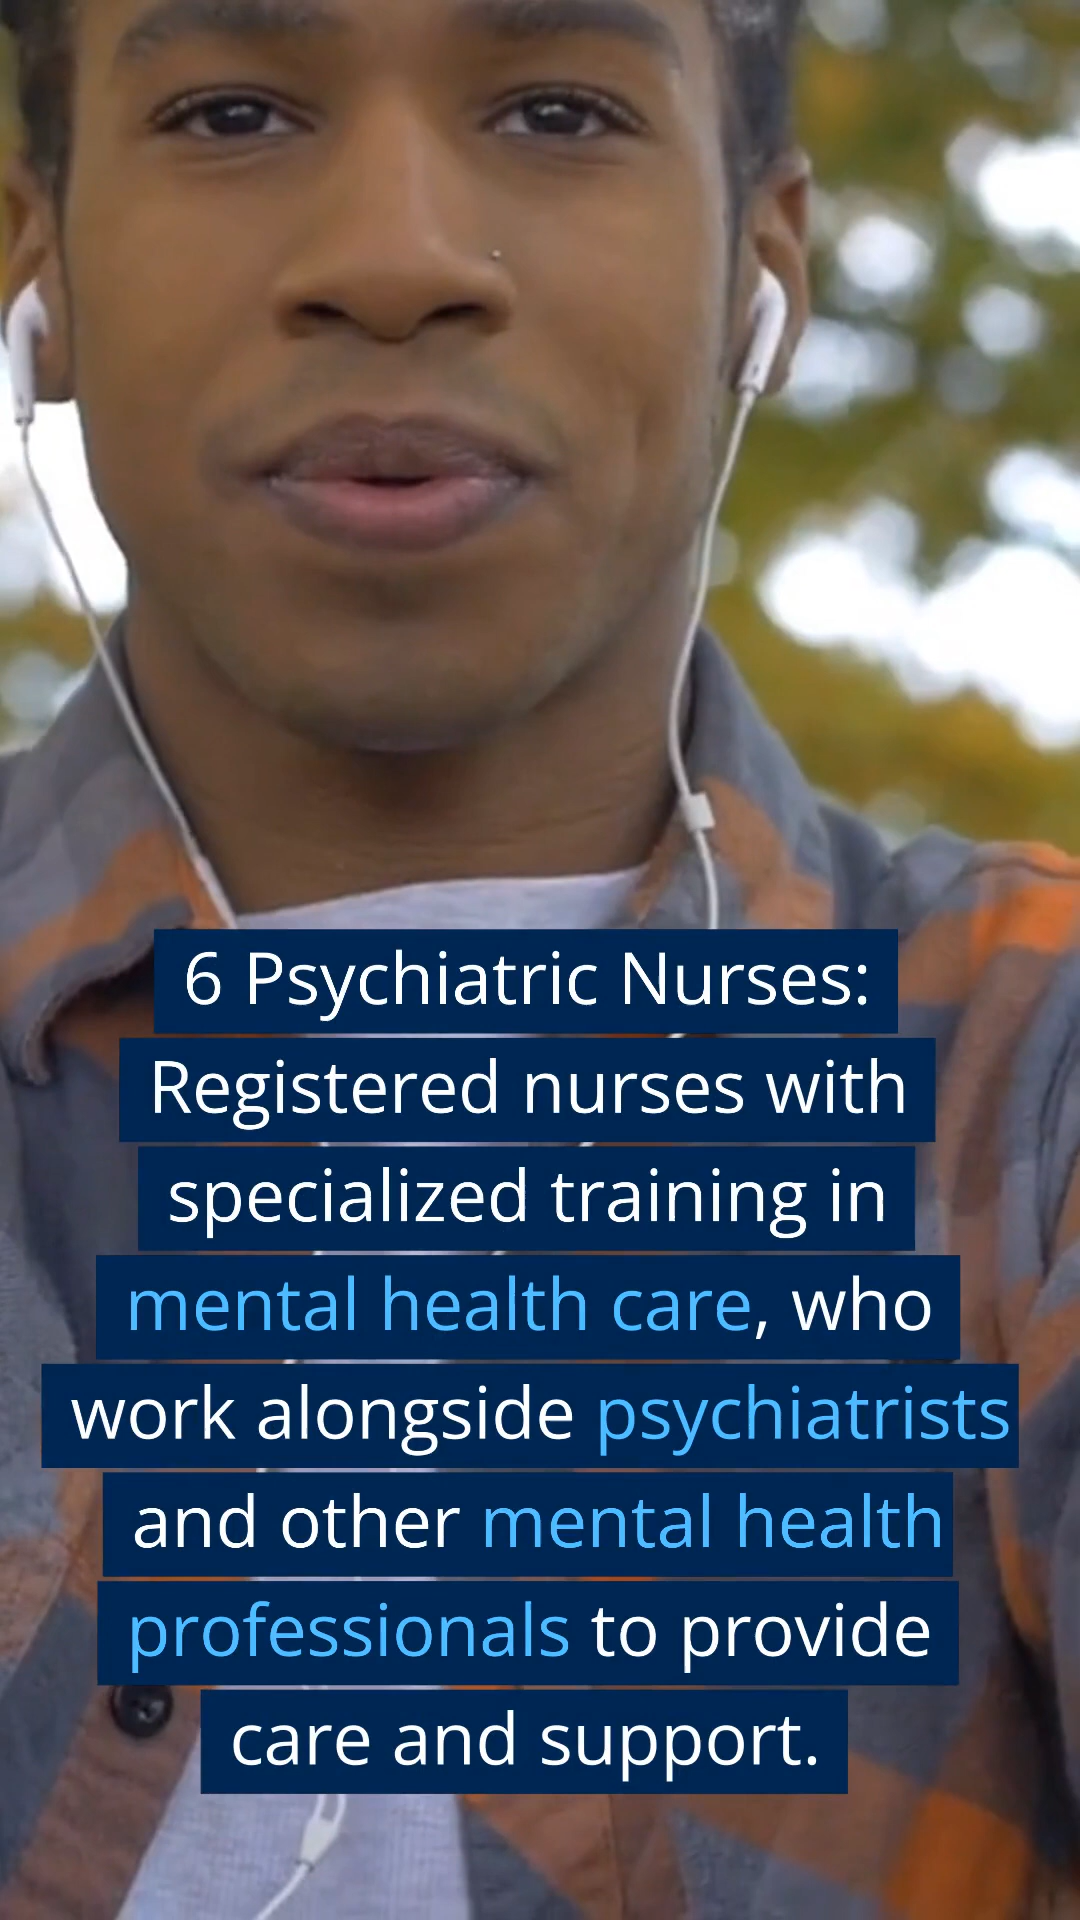 6 Psychiatric Nurses:
Registered nurses with
specialized training in
mental health care, who
work alongside psychiatrists
and other mental health
professionals to provide
care and support.